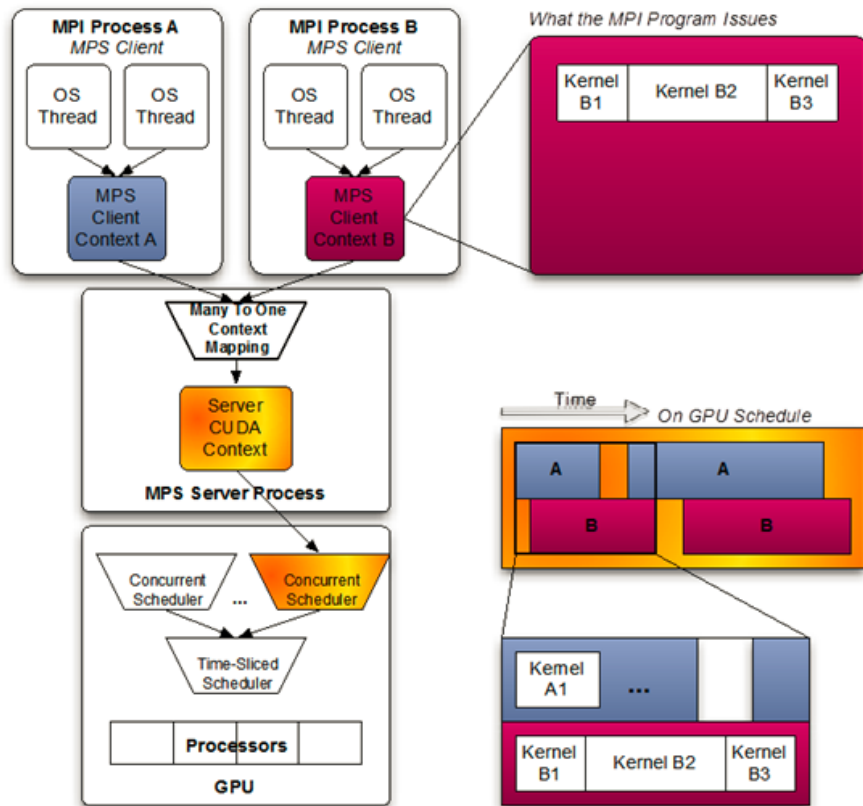 MPI Process A
MPS Client
OS
Thread
OS
Thread
MPS
Client
Context A
MPI Process B
MPS Client
OS
Thread
OS
Thread
MPS
Client
Context B
What the MPI Program Issues
Kernel
B1
Kernel B2
Kernel
B3
Many To One
Context
Mapping
Server
CUDA
Context
MPS Server Process
Concurrent
Scheduler
...
Concurrent
Scheduler
Time-Sliced
Scheduler
Processors
GPU
Time
On GPU Schedule
A
A
B
B
Kernel
A1
...
Kernel
B1
Kernel B2
Kernel
B3